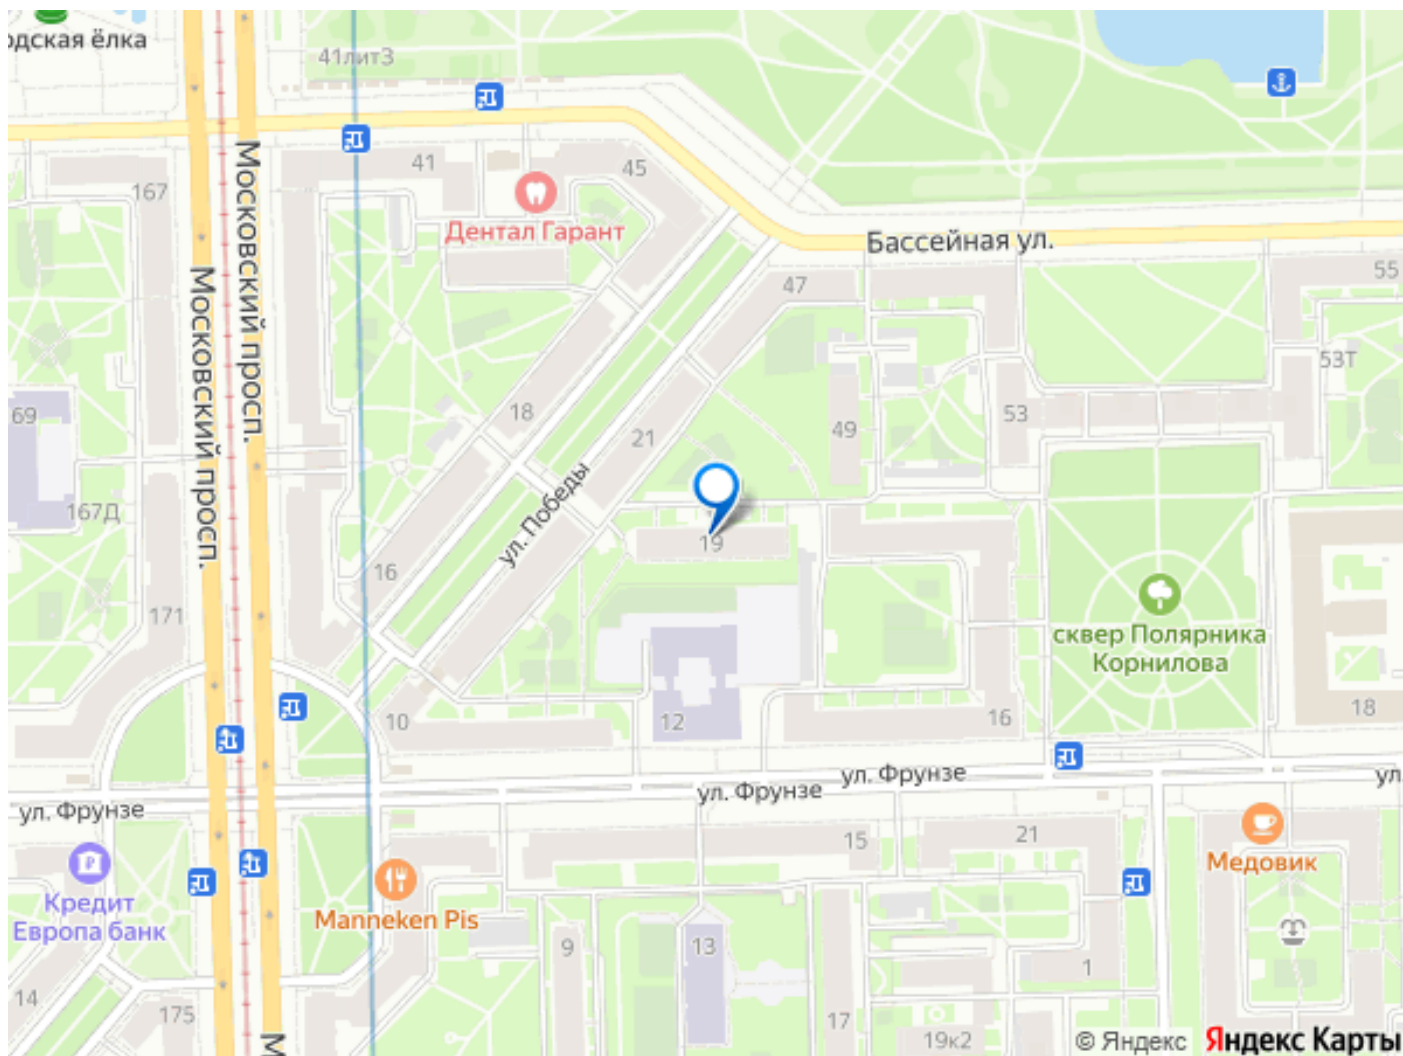 одская ёлка
41литЗ
41
45
167
Дентал Гарант
Московский просп.
Московский просп.
Бассейная ул.
47
55
53Т
18
69
21
49
53
ул. Победы
167Д
19
16
171
сквер Полярника
Корнилова
10
12
16
18
ул. Фрунзе
ул. Фрунзе
ул. Фрунзе
ул
15
21
Медовик
Кредит
Европа банк
Manneken Pis
9
13
1
14
175
17
19к2
М
© Яндекс
Яндекс Карты